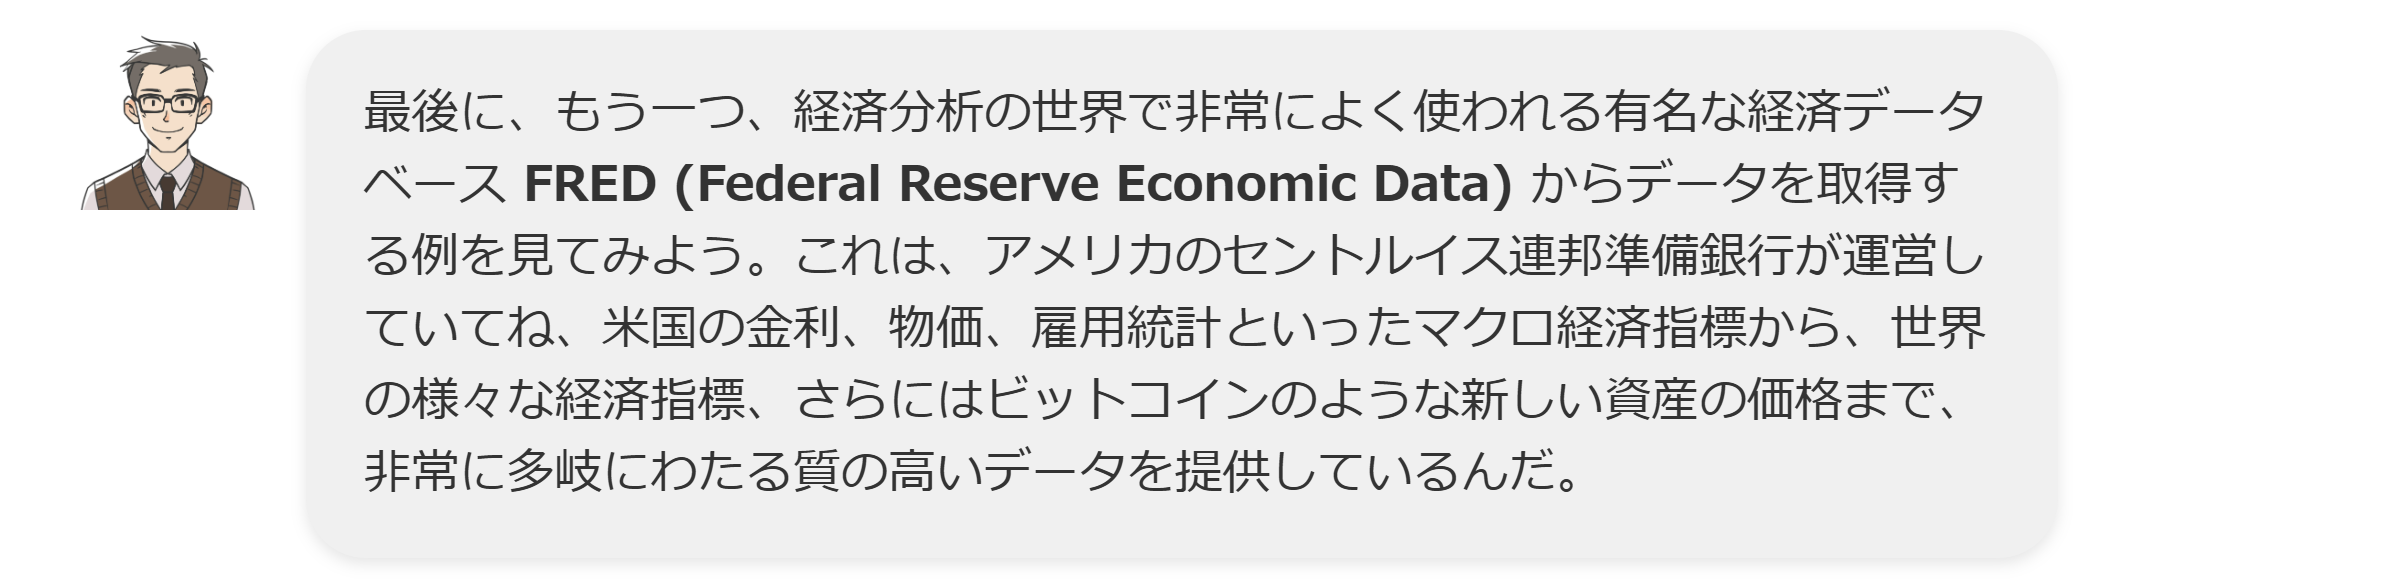 最後に、もう一つ、経済分析の世界で非常によく使われる有名な経済データ
ベース FRED (Federal Reserve Economic Data) からデータを取得す
る例を見てみよう。これは、アメリカのセントルイス連邦準備銀行が運営し
ていてね、米国の金利、物価、雇用統計といったマクロ経済指標から、世界
の様々な経済指標、さらにはビットコインのような新しい資産の価格まで、
非常に多岐にわたる質の高いデータを提供しているんだ。